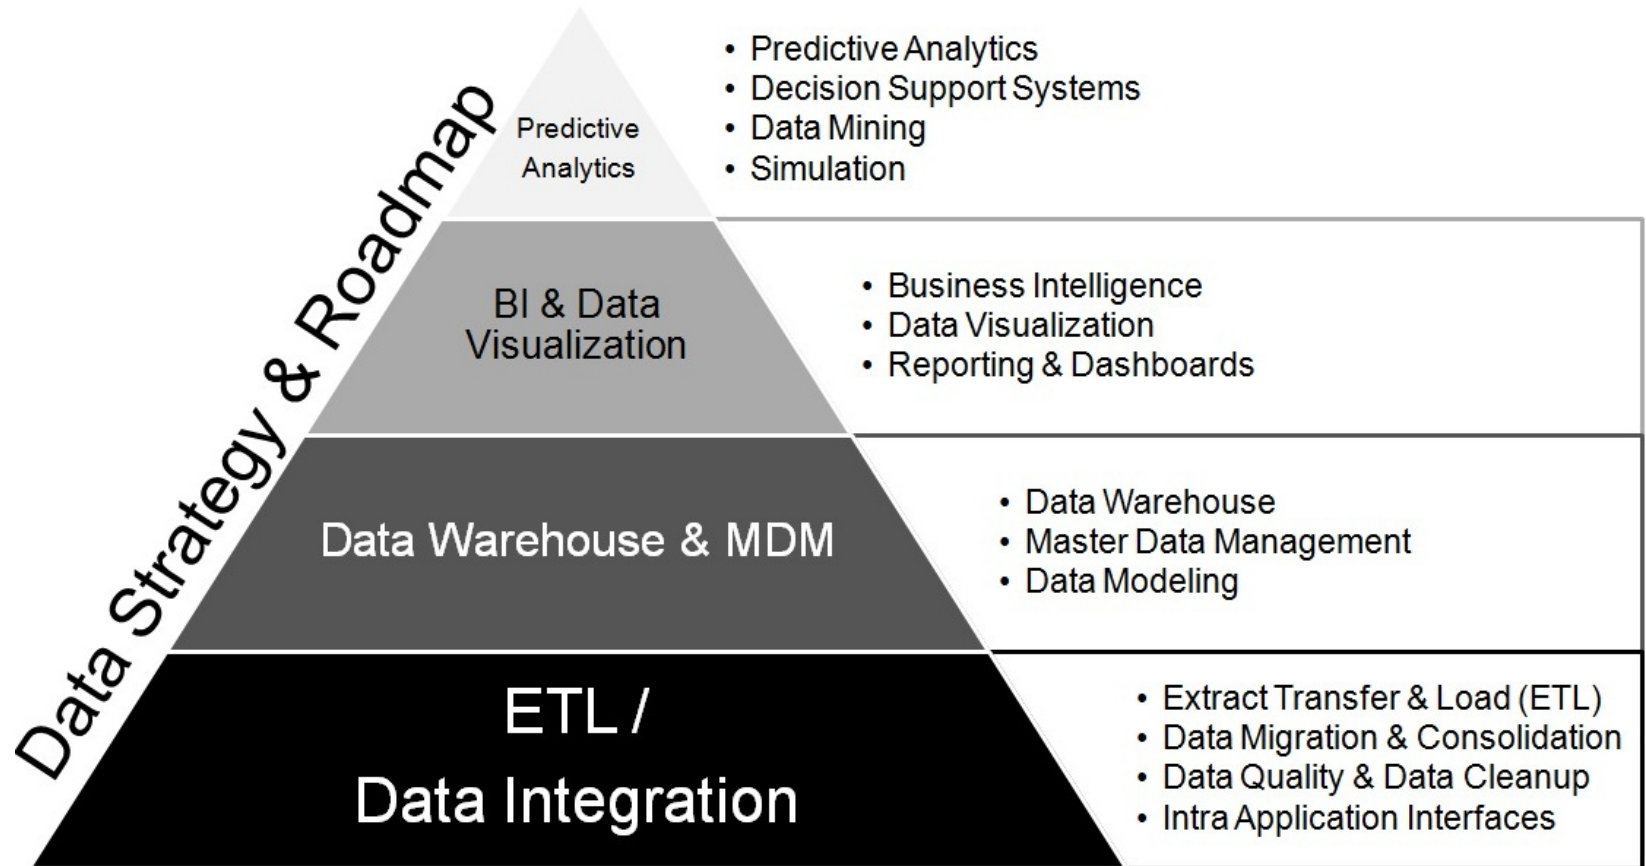 Data Strategy & Roadmap
Predictive
Analytics
• Predictive Analytics
• Decision Support Systems
• Data Mining
• Simulation
BI & Data
Visualization
• Business Intelligence
• Data Visualization
• Reporting & Dashboards
Data Warehouse & MDM
• Data Warehouse
• Master Data Management
• Data Modeling
ETL /
Data Integration
• Extract Transfer & Load (ETL)
• Data Migration & Consolidation
• Data Quality & Data Cleanup
• Intra Application Interfaces